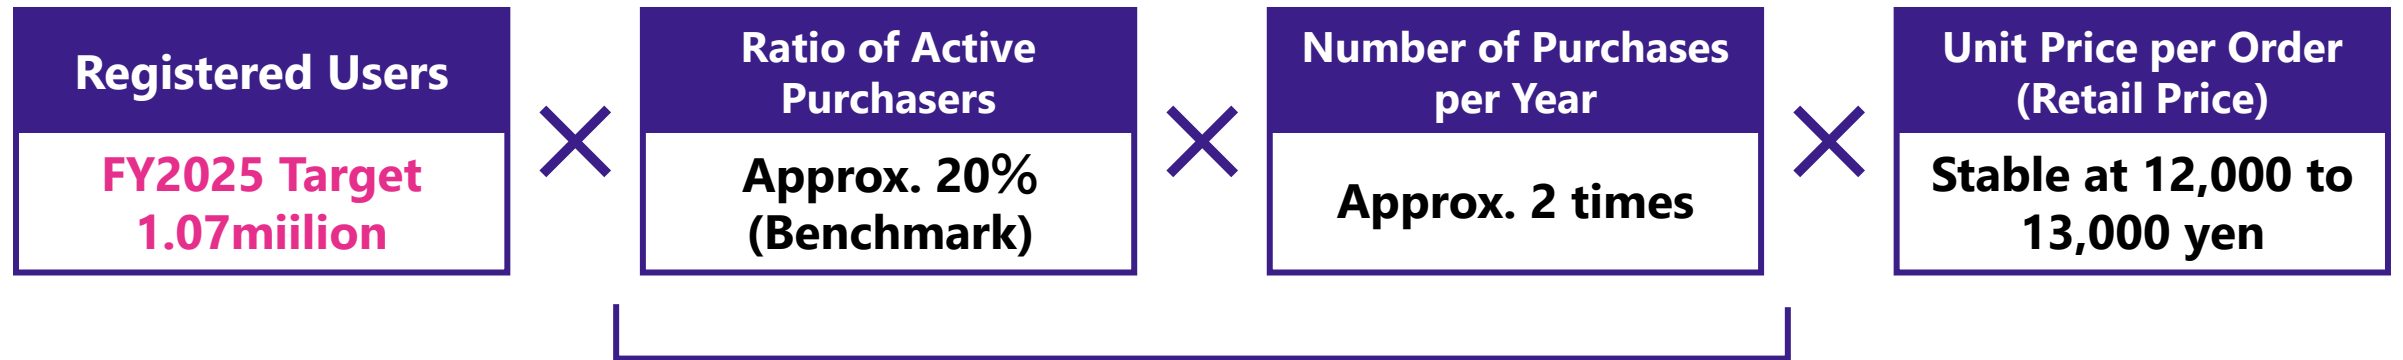 Registered Users
FY2025 Target
1.07miilion
Ratio of Active
Purchasers
Approx. 20%
(Benchmark)
Number of Purchases
per Year
Approx. 2 times
Unit Price per Order
(Retail Price)
Stable at 12,000 to
13,000 yen